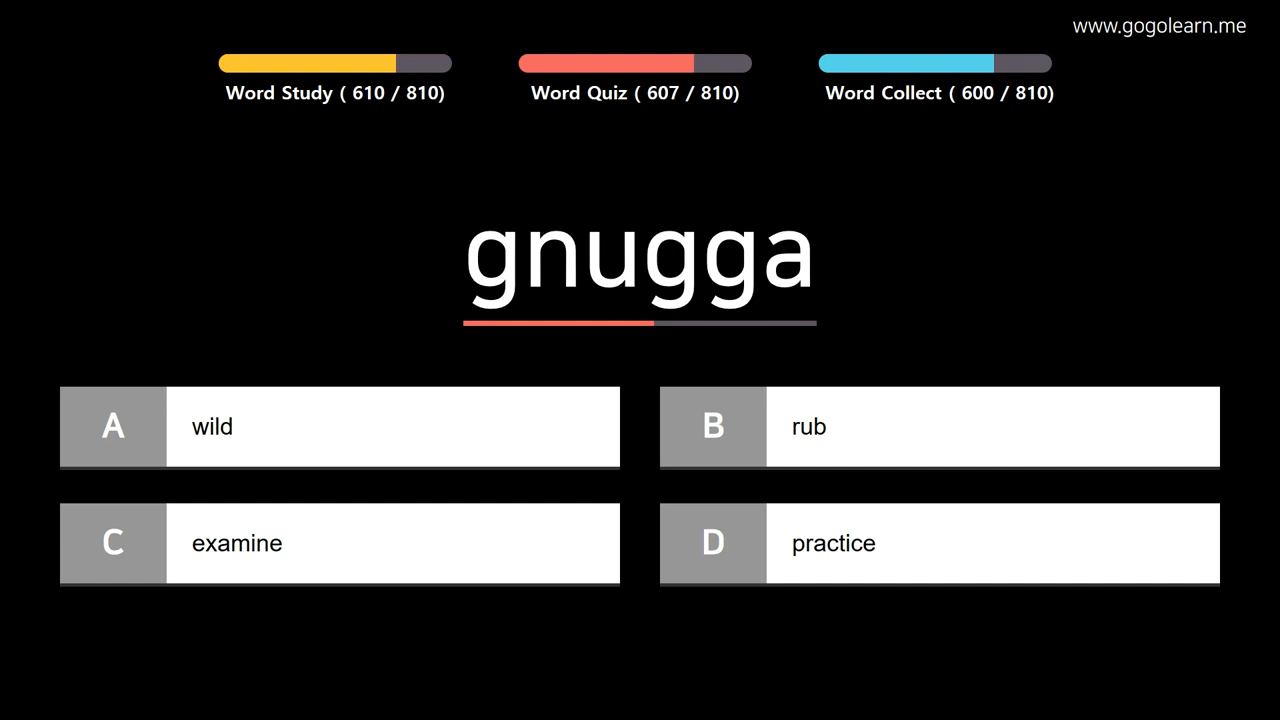 www.gogolearn.me
Word Study ( 610 / 810)
Word Quiz ( 607 / 810)
Word Collect ( 600 / 810)
gnugga
A wild
B rub
C examine
D practice